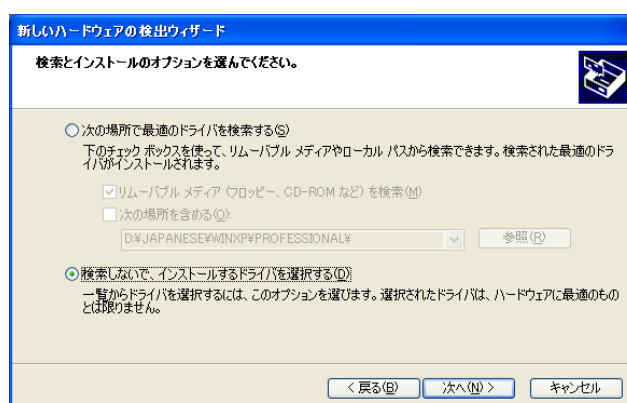 新しいハードウェアの検出ウィザード
検索とインストールのオプションを選んでください。
次の場所で最適のドライバを検索する(S)
下のチェック ボックスを使って、リムーバブル メディアやローカル パスから検索できます。検索された最適のドラ
イバがインストールされます。
リムーバブル メディア (フロッピー、CD-ROM など) を検索(M)
次の場所を含める(O):
D:¥JAPANESE¥WINXP¥PROFESSIONAL¥
参照(R)
検索しないで、インストールするドライバを選択する(D)
一覧からドライバを選択するには、このオプションを選びます。選択されたドライバは、ハードウェアに最適のもの
とは限りません。
< 戻る(B) 次へ(N) > キャンセル